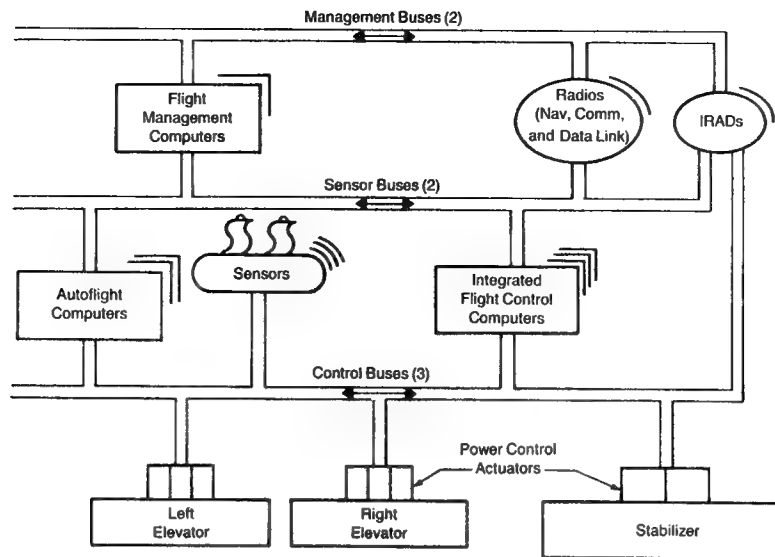 Management Buses (2)
Flight
Management
Computers
Radios
(Nav, Comm,
and Data Link)
IRADs
Sensor Buses (2)
Autoflight
Computers
Sensors
Integrated
Flight Control
Computers
Control Buses (3)
Power Control
Actuators
Left
Elevator
Right
Elevator
Stabilizer